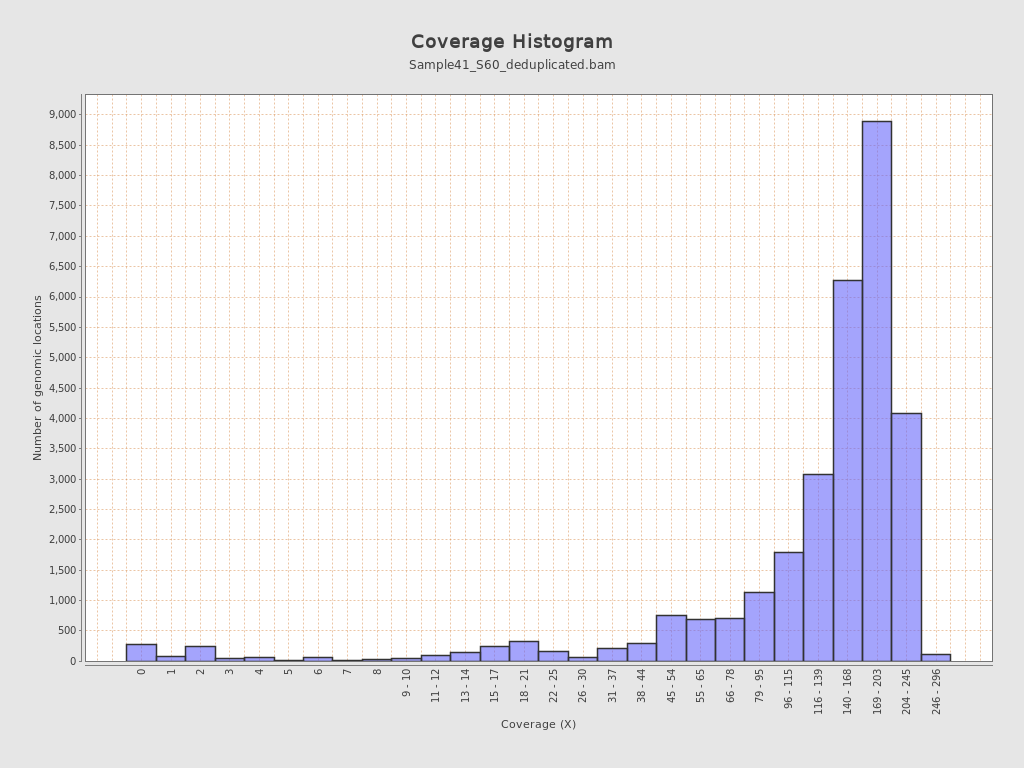 Coverage Histogram
Sample41_S60_deduplicated.bam
Number of genomic locations
9,000
8,500
8,000
7,500
7,000
6,500
6,000
5,500
5,000
4,500
4,000
3,500
3,000
2,500
2,000
1,500
1,000
500
0
0
1
2
3
4
5
6
7
8
9 - 10
11 - 12
13 - 14
15 - 17
18 - 21
22 - 25
26 - 30
31 - 37
38 - 44
45 - 54
55 - 65
66 - 78
79 - 95
96 - 115
116 - 139
140 - 168
169 - 203
204 - 245
246 - 296
Coverage (X)